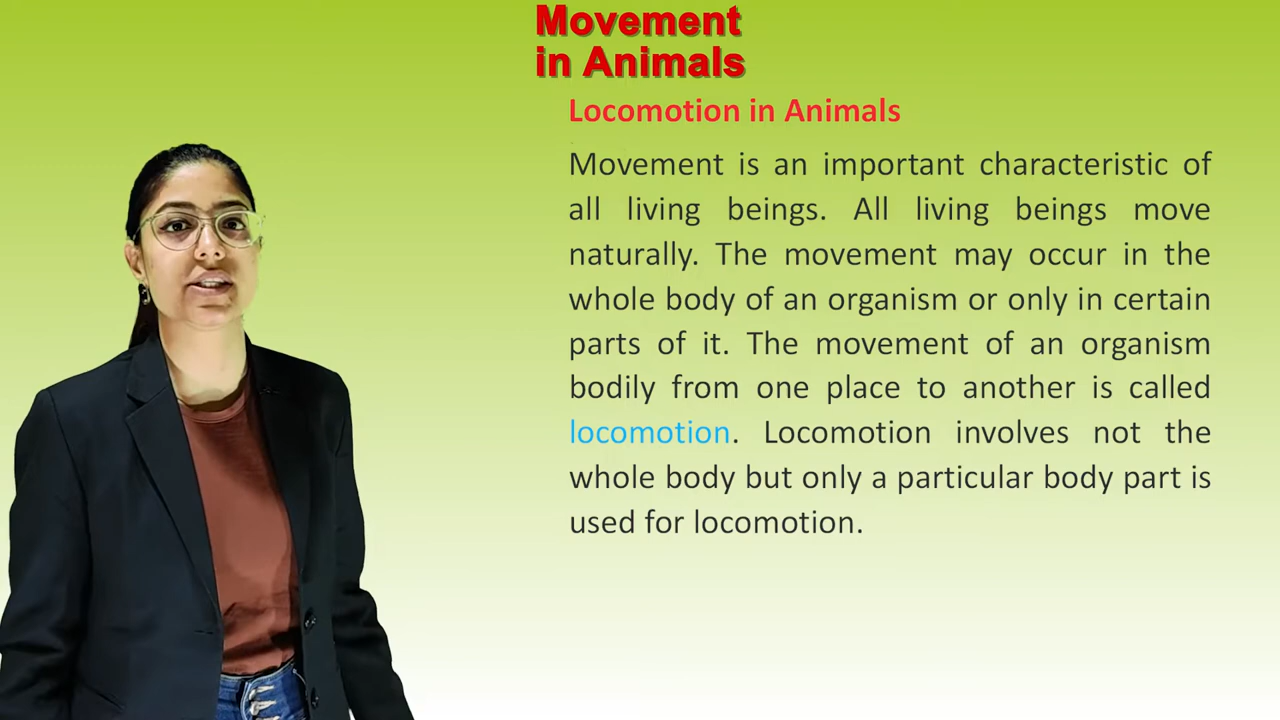 Movement
in Animals
Locomotion in Animals
Movement is an important characteristic of
all living beings. All living beings move
naturally. The movement may occur in the
whole body of an organism or only in certain
parts of it. The movement of an organism
bodily from one place to another is called
locomotion. Locomotion involves not the
whole body but only a particular body part is
used for locomotion.